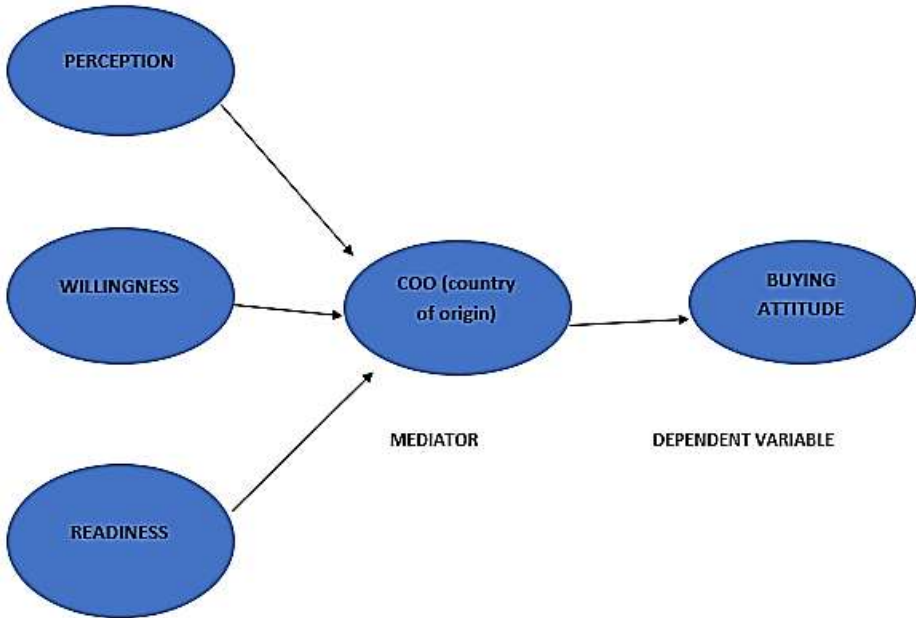 PERCEPTION
WILLINGNESS
COO (country
of origin)
BUYING
ATTITUDE
MEDIATOR
DEPENDENT VARIABLE
READINESS